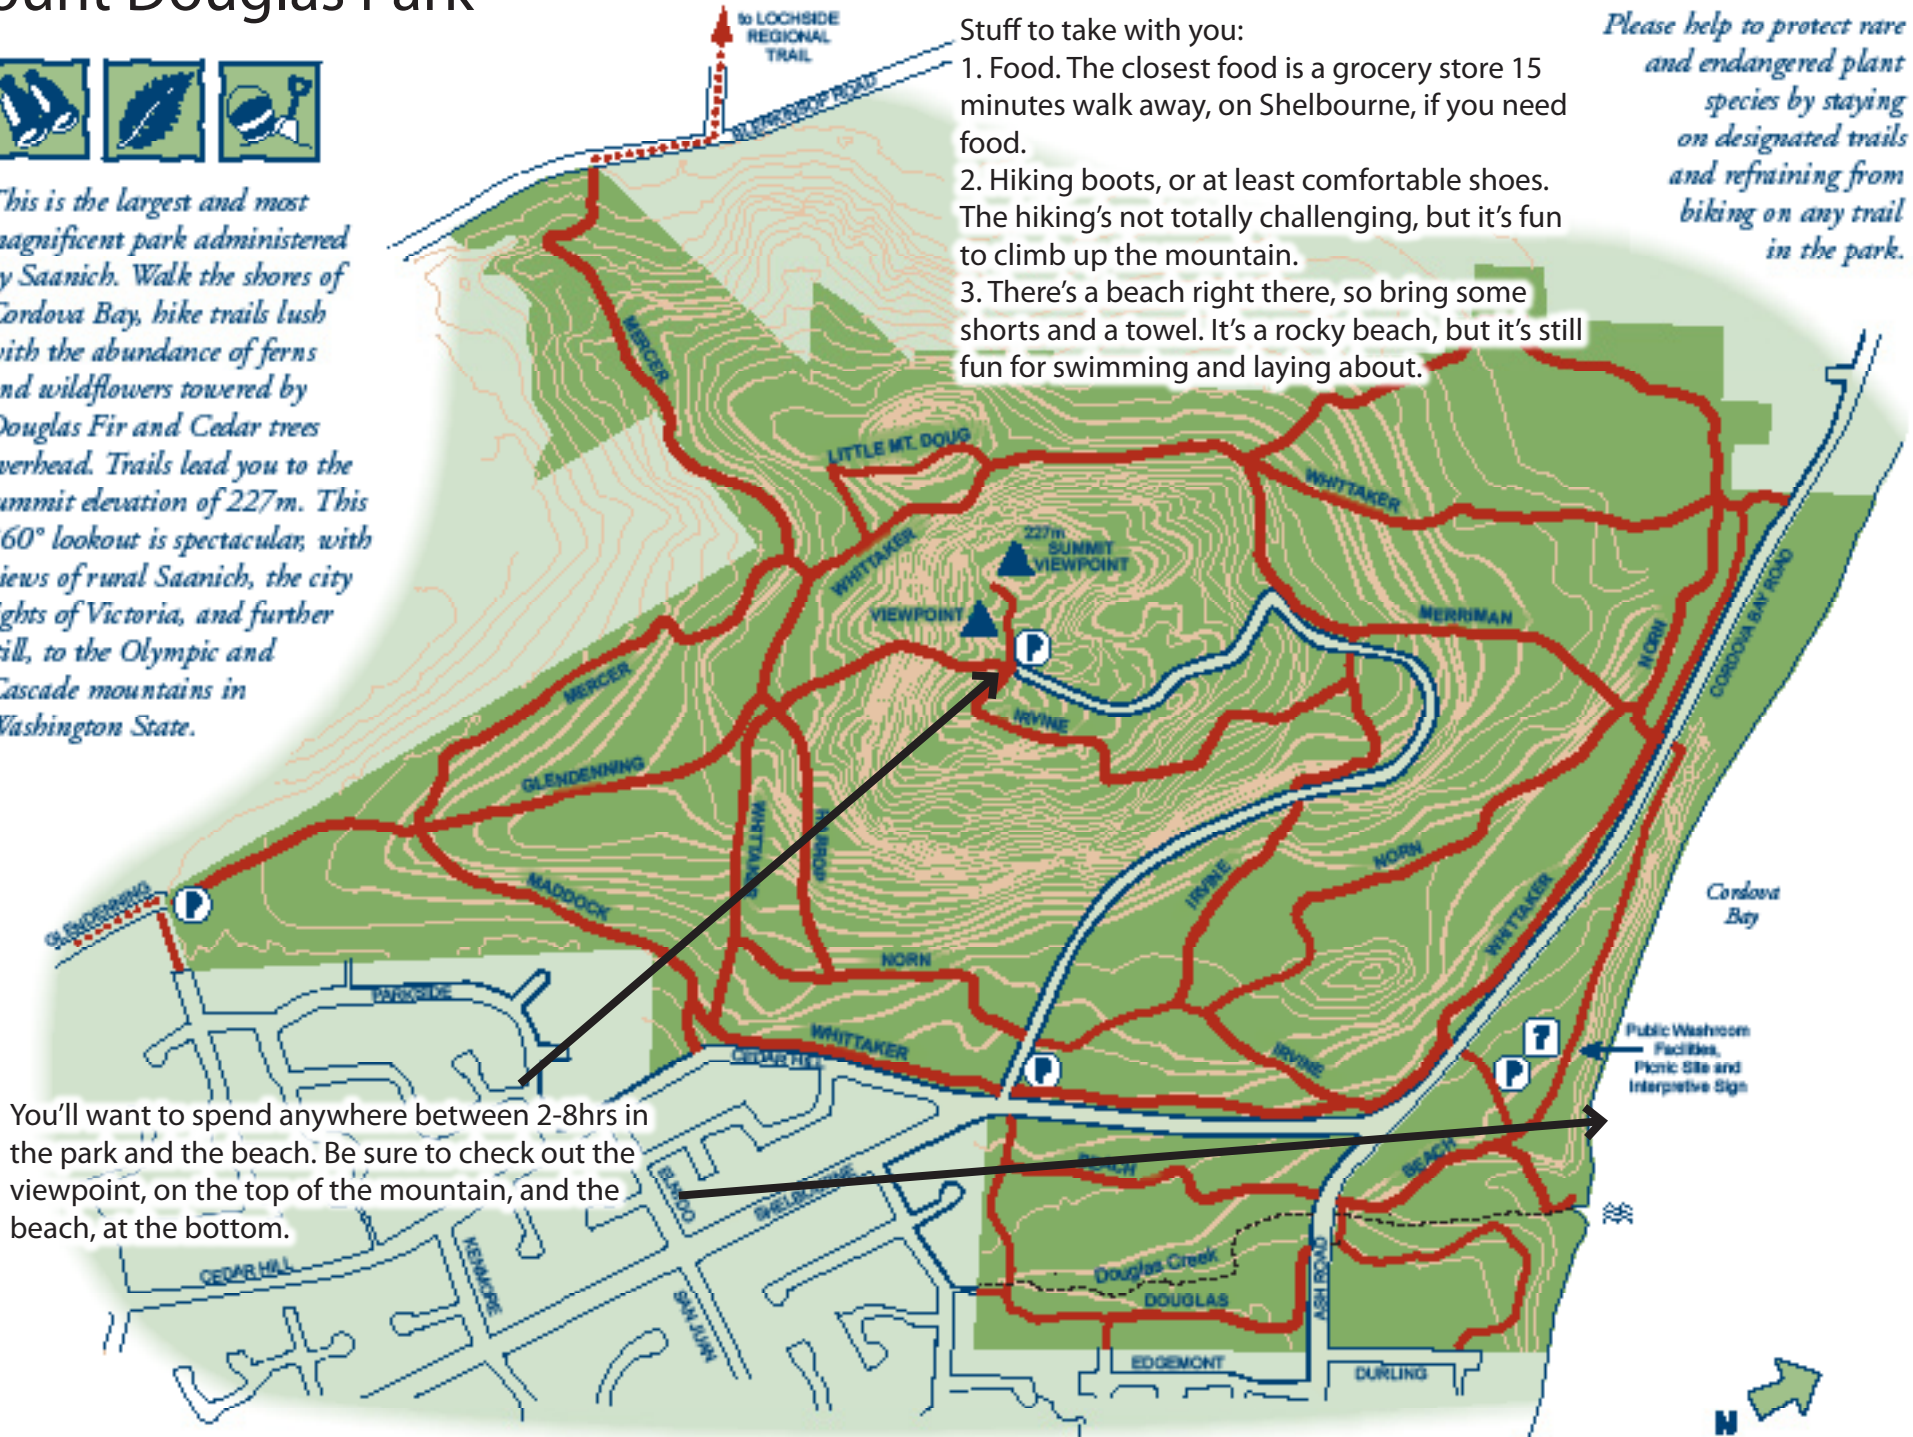 ount Douglas Park
to LOCHSIDE
REGIONAL
TRAIL
BLENKINSOP ROAD
Stuff to take with you:
1. Food. The closest food is a grocery store 15
minutes walk away, on Shelbourne, if you need
food.
2. Hiking boots, or at least comfortable shoes.
The hiking's not totally challenging, but it's fun
to climb up the mountain.
3. There's a beach right there, so bring some
shorts and a towel. It's a rocky beach, but it's still
fun for swimming and laying about.
Please help to protect rare
and endangered plant
species by staying
on designated trails
and refraining from
biking on any trail
in the park.
This is the largest and most
magnificent park administered
y Saanich. Walk the shores of
Cordova Bay, hike trails lush
with the abundance of ferns
and wildflowers towered by
Douglas Fir and Cedar trees
verhead. Trails lead you to the
ummit elevation of 227m. This
60° lookout is spectacular, with
iews of rural Saanich, the city
ights of Victoria, and further
till, to the Olympic and
Cascade mountains in
Washington State.
MERCER
LITTLE MT. DOUG
WHITTAKER
WHITTAKER
227m
SUMMIT
VIEWPOINT
VIEWPOINT
P
MERRIMAN
NORN
CORDOVA BAY ROAD
MERCER
IRVINE
GLENDENNING
WHITTAKER
HARROP
MADDOCK
GLENDENNING
P
IRVINE
NORN
WHITTAKER
Cordova
Bay
NORN
PARKSIDE
WHITTAKER
CEDAR HILL
P
IRVINE
P
?
Public Washroom
Facilities,
Picnic Site and
Interpretive Sign
You'll want to spend anywhere between 2-8hrs in
the park and the beach. Be sure to check out the
viewpoint, on the top of the mountain, and the
beach, at the bottom.
BEACH
BEACH
SHELBOURNE
CEDAR HILL
KENMORE
SAN JUAN
Douglas Creek
DOUGLAS
ASH ROAD
EDGEMONT
DURLING
N